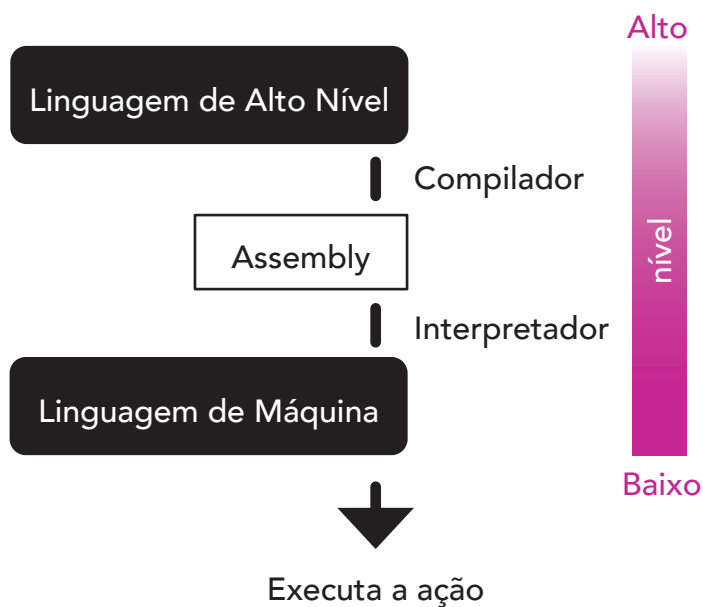 Alto
Linguagem de Alto Nível
Compilador
Assembly
nível
Interpretador
Linguagem de Máquina
Baixo
Executa a ação